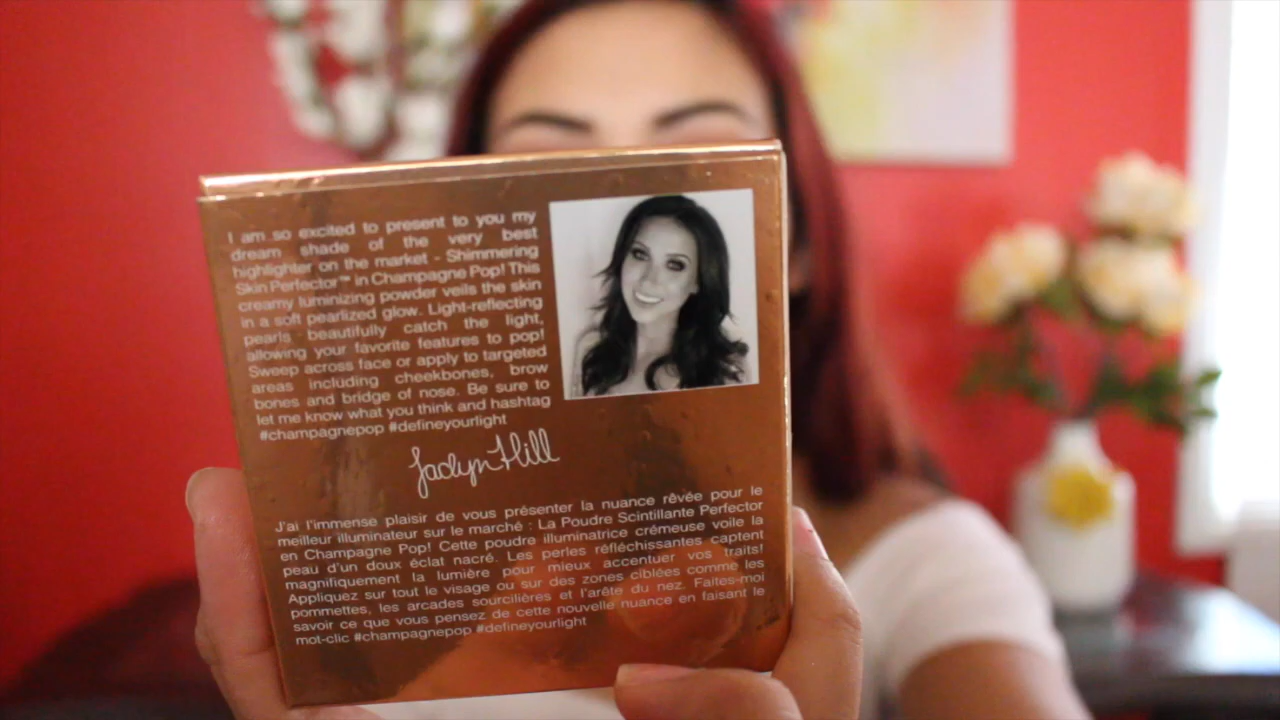 I am so excited to present to you my
dream shade of the very best
highlighter on the market - Shimmering
Skin Perfector™ in Champagne Pop! This
creamy luminizing powder veils the skin
in a soft pearlized glow. Light-reflecting
pearls beautifully catch the light,
allowing your favorite features to pop!
Sweep across face or apply to targeted
areas including cheekbones, brow
bones and bridge of nose. Be sure to
let me know what you think and hashtag
#champagnepop #defineyourlight
Jaclyn Hill
J'ai l'immense plaisir de vous présenter la nuance rêvée pour le
meilleur illuminateur sur le marché : La Poudre Scintillante Perfector
en Champagne Pop! Cette poudre illuminatrice crémeuse voile la
peau d'un doux éclat nacré. Les perles réfléchissantes captent
magnifiquement la lumière pour mieux accentuer vos traits!
Appliquez sur tout le visage ou sur des zones ciblées comme les
pommettes, les arcades sourcilières et l'arête du nez. Faites-moi
savoir ce que vous pensez de cette nouvelle nuance en faisant le
mot-clic #champagnepop #defineyourlight